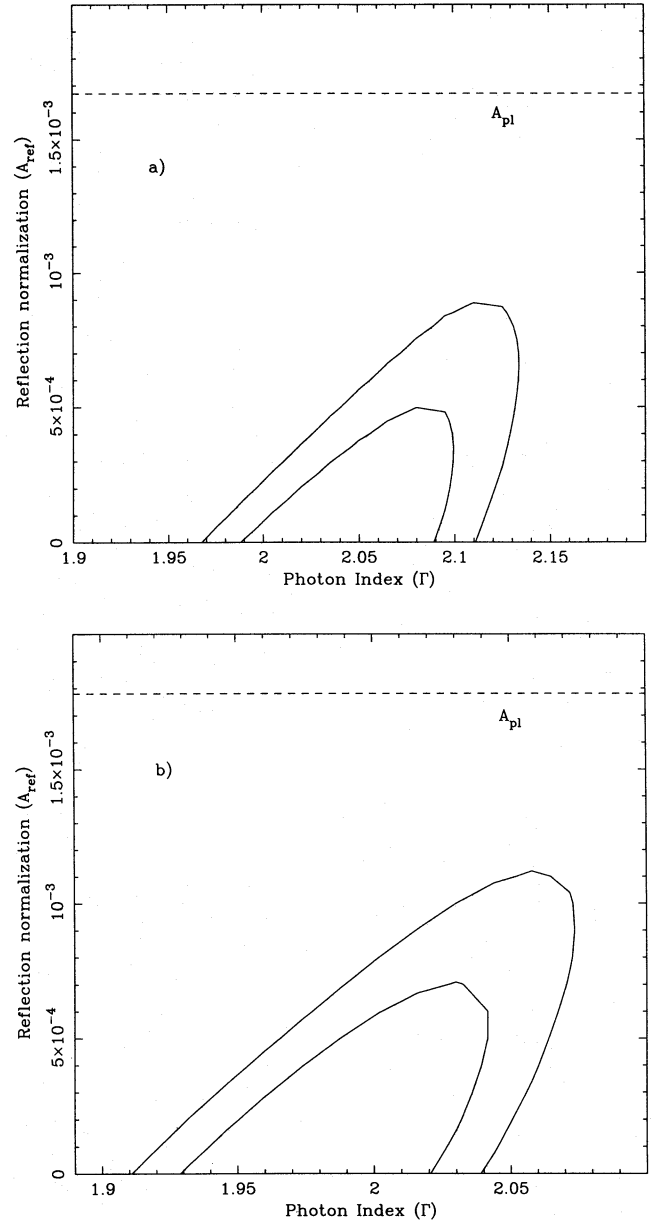 1.5×10⁻³
10⁻³
5×10⁻⁴
0
Reflection normalization (A_ref)
A_pl
a)
1.9 1.95 2 2.05 2.1 2.15
Photon Index (Γ)
1.5×10⁻³
10⁻³
5×10⁻⁴
0
Reflection normalization (A_ref)
A_pl
b)
1.9 1.95 2 2.05
Photon Index (Γ)